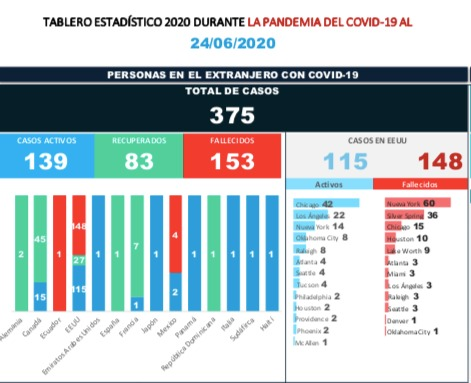 TABLERO ESTADÍSTICO 2020 DURANTE LA PANDEMIA DEL COVID-19 AL
24/06/2020
PERSONAS EN EL EXTRANJERO CON COVID-19
TOTAL DE CASOS
375
CASOS ACTIVOS
139
RECUPERADOS
83
FALLECIDOS
153
CASOS EN EEUU
115 148
Activos Fallecidos
2
45
15
1
148
27
115
1
1
7
1
1
4
2
1
1
1
1
1
Alemánia
Canadá
Ecuador
EEUU
Emiratos Arabes Unidos
España
Francia
Japón
Mexico
Panamá
República Dominicana
Italia
Sudáfrica
Haití
Chicago 42
Los Ángeles 22
Nueva York 14
Oklahoma City 8
Raleigh 8
Atlanta 4
Seattle 4
Tucson 4
Philadelphia 2
Houston 2
Providence 2
Phoenix 2
McAllen 1
Nueva York 60
Silver Spring 36
Chicago 15
Houston 10
Lake Worth 9
Atlanta 3
Miami 3
Los Ángeles 3
Raleigh 3
Seattle 3
Denver 1
Oklahoma City 1